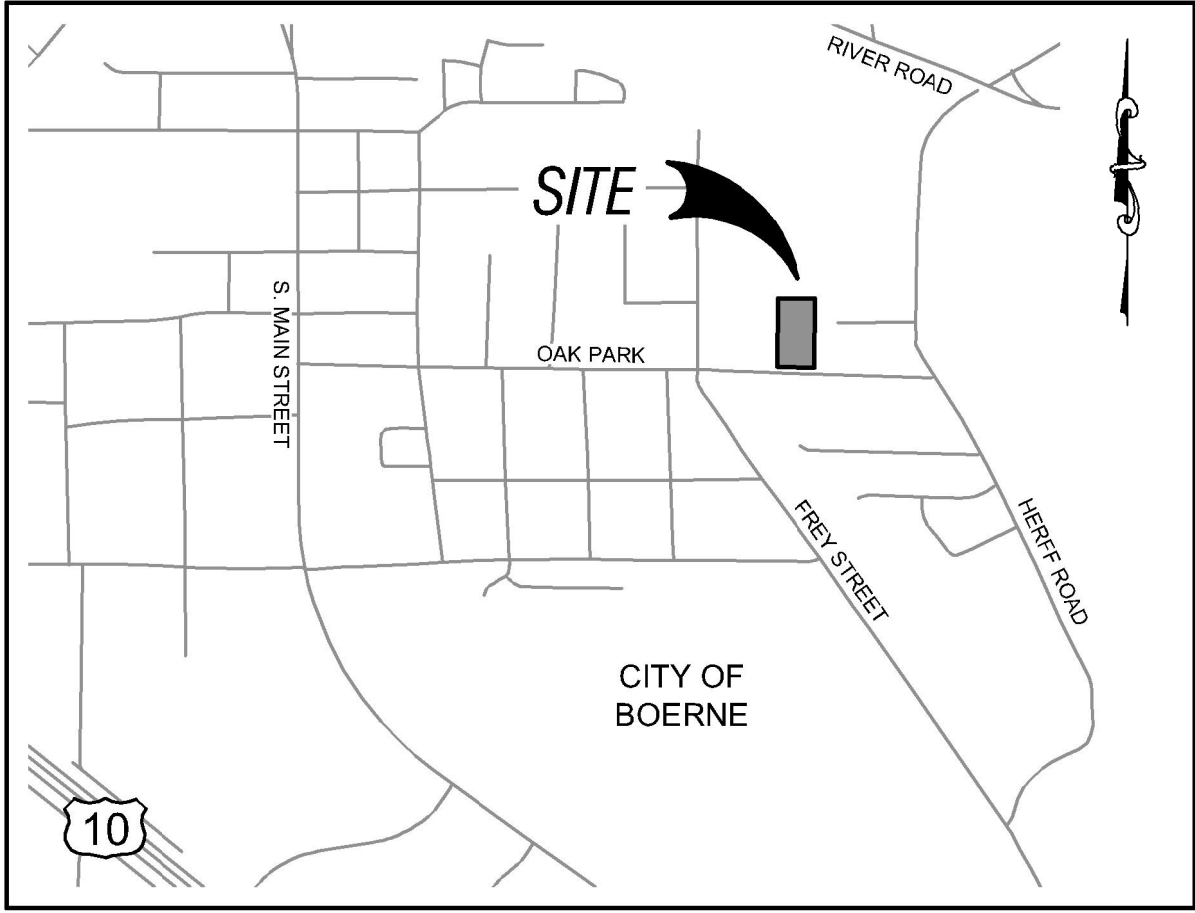 RIVER ROAD
SITE
S. MAIN STREET
OAK PARK
FREY STREET
HERFF ROAD
CITY OF
BOERNE
10